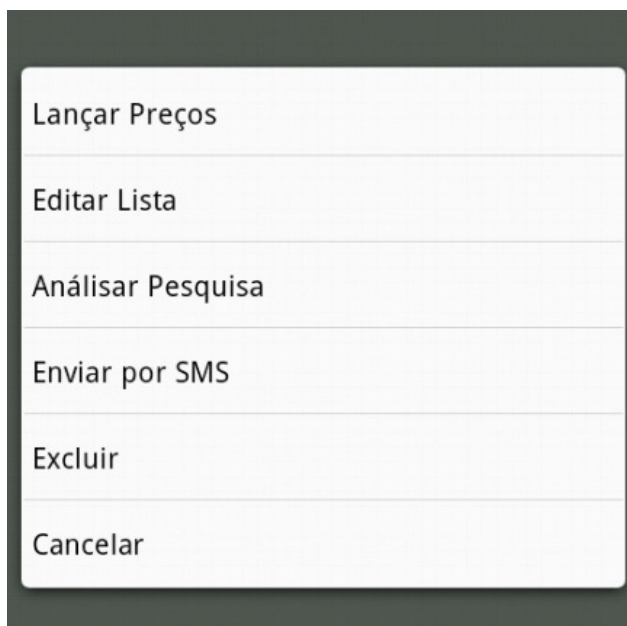 Lançar Preços
Editar Lista
Análisar Pesquisa
Enviar por SMS
Excluir
Cancelar